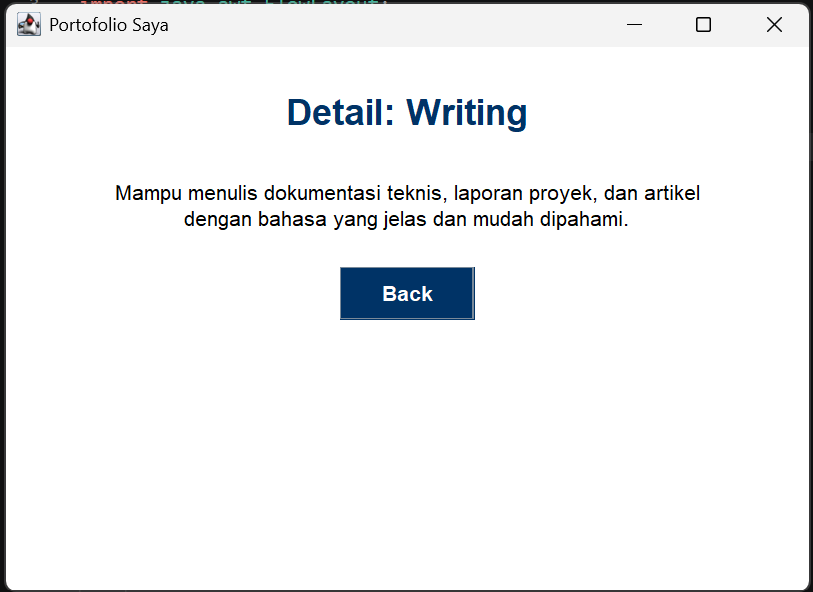 Portofolio Saya
Detail: Writing
Mampu menulis dokumentasi teknis, laporan proyek, dan artikel
dengan bahasa yang jelas dan mudah dipahami.
Back